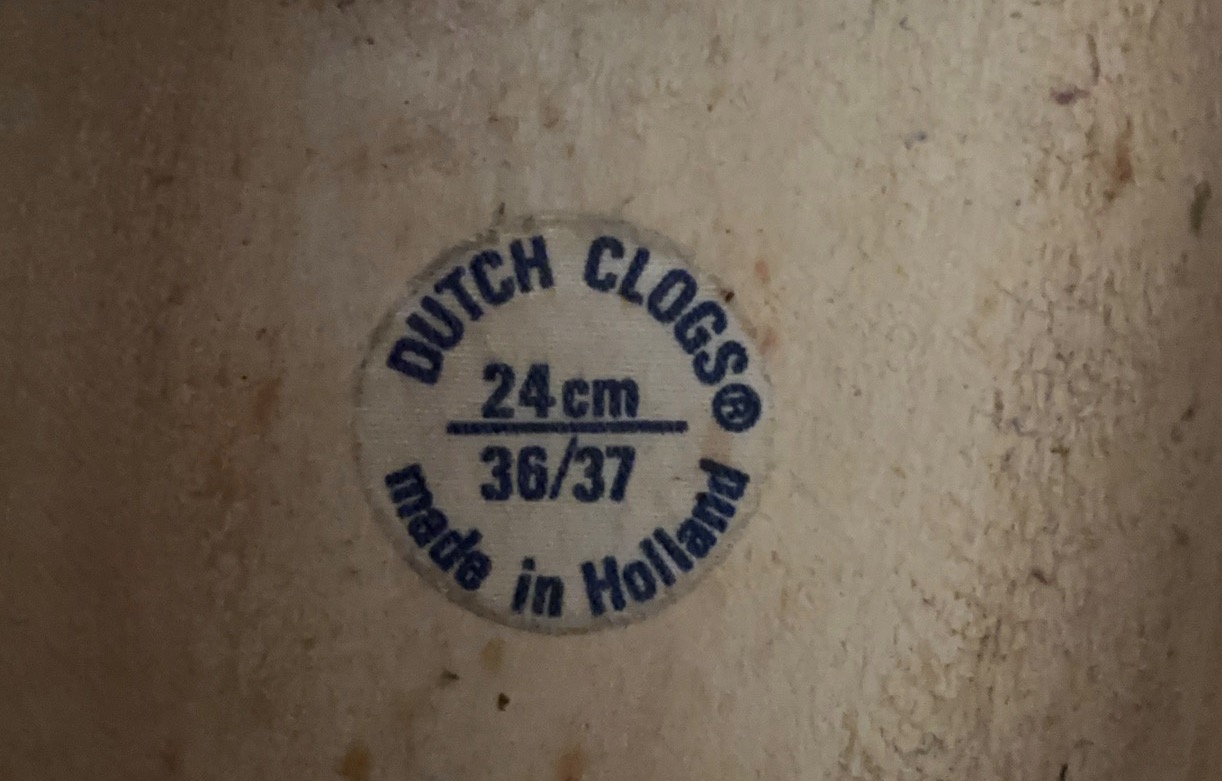 DUTCH CLOGS®
24cm
36/37
made in Holland